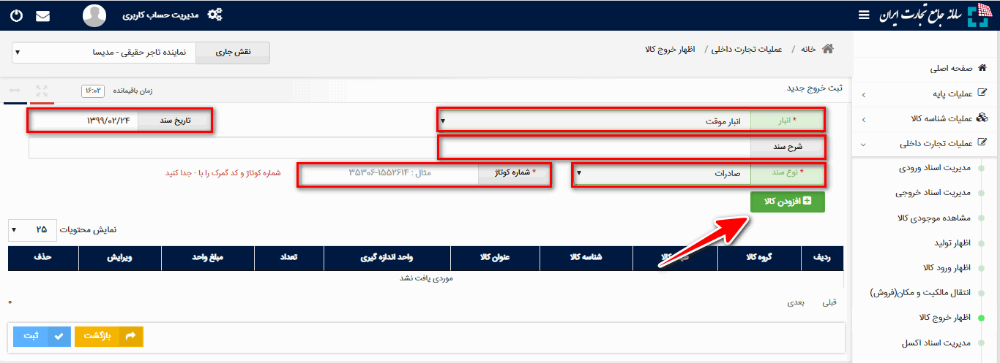 سامانه جامع تجارت ایران
مدیریت حساب کاربری
خانه / عملیات تجارت داخلی / اظهار خروج کالا
نقش جاری
نماینده تاجر حقیقی - مدیسا
صفحه اصلی
عملیات پایه
عملیات شناسه کالا
عملیات تجارت داخلی
مدیریت اسناد ورودی
مدیریت اسناد خروجی
مشاهده موجودی کالا
اظهار تولید
اظهار ورود کالا
انتقال مالکیت و مکان(فروش)
اظهار خروج کالا
مدیریت اسناد اکسل
ثبت خروج جدید
زمان باقیمانده ۱۶:۰۲
* انبار
انبار موقت
تاریخ سند
۱۳۹۹/۰۲/۲۴
شرح سند
* نوع سند
صادرات
* شماره کوتاژ
مثال : ۱۵۵۲۶۱۴-۳۵۳۰۶
شماره کوتاژ و کد گمرک را با - جدا کنید
افزودن کالا
نمایش محتویات ۲۵
ردیف گروه کالا کالا شناسه کالا عنوان کالا واحد اندازه گیری تعداد مبلغ واحد ویرایش حذف
موردی یافت نشد
قبلی بعدی
۰
بازگشت
ثبت